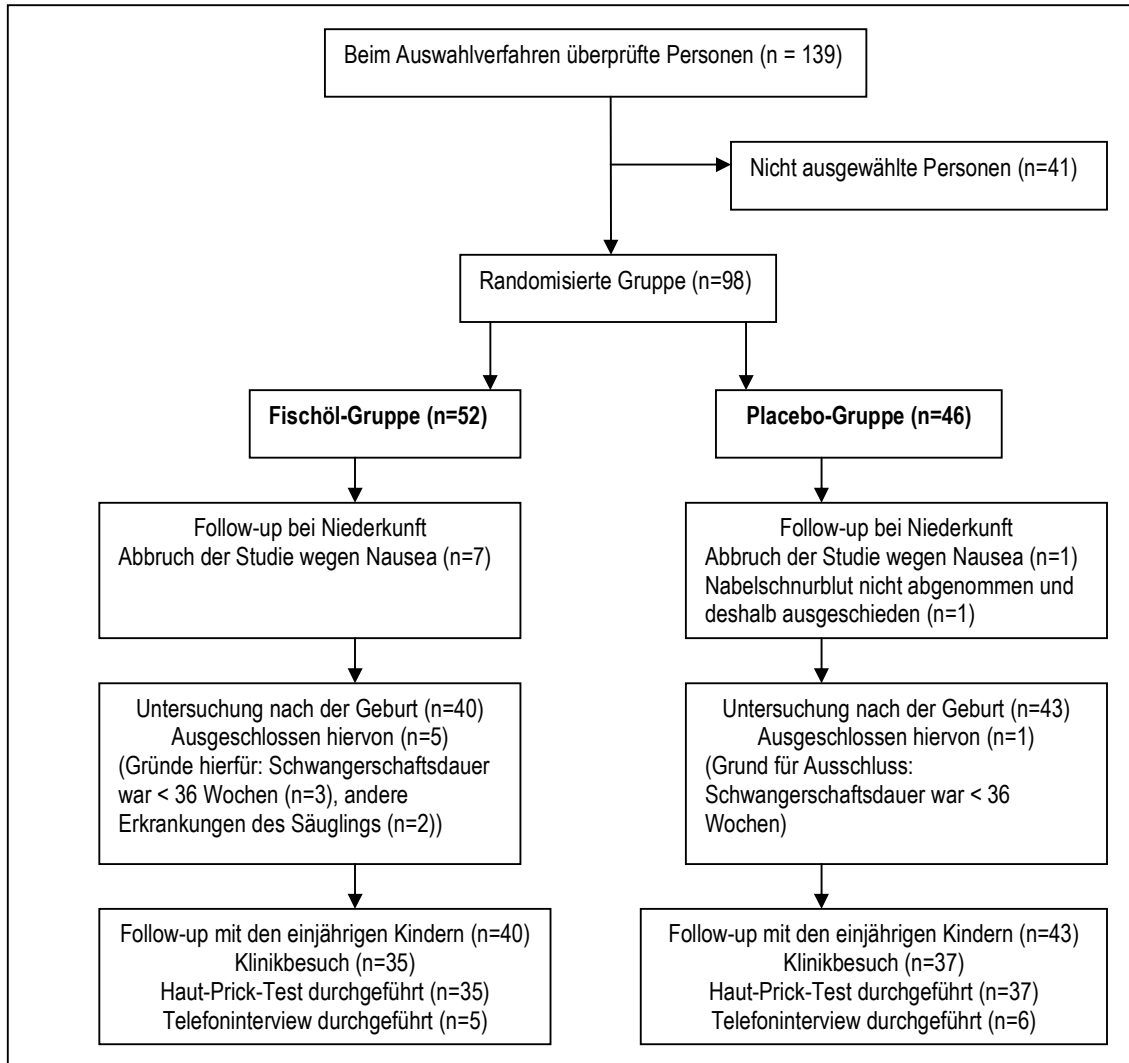 Beim Auswahlverfahren überprüfte Personen (n = 139)
Nicht ausgewählte Personen (n=41)
Randomisierte Gruppe (n=98)
Fischöl-Gruppe (n=52)
Placebo-Gruppe (n=46)
Follow-up bei Niederkunft
Abbruch der Studie wegen Nausea (n=7)
Follow-up bei Niederkunft
Abbruch der Studie wegen Nausea (n=1)
Nabelschnurblut nicht abgenommen und
deshalb ausgeschieden (n=1)
Untersuchung nach der Geburt (n=40)
Ausgeschlossen hiervon (n=5)
(Gründe hierfür: Schwangerschaftsdauer
war < 36 Wochen (n=3), andere
Erkrankungen des Säuglings (n=2))
Untersuchung nach der Geburt (n=43)
Ausgeschlossen hiervon (n=1)
(Grund für Ausschluss:
Schwangerschaftsdauer war < 36
Wochen)
Follow-up mit den einjährigen Kindern (n=40)
Klinikbesuch (n=35)
Haut-Prick-Test durchgeführt (n=35)
Telefoninterview durchgeführt (n=5)
Follow-up mit den einjährigen Kindern (n=43)
Klinikbesuch (n=37)
Haut-Prick-Test durchgeführt (n=37)
Telefoninterview durchgeführt (n=6)